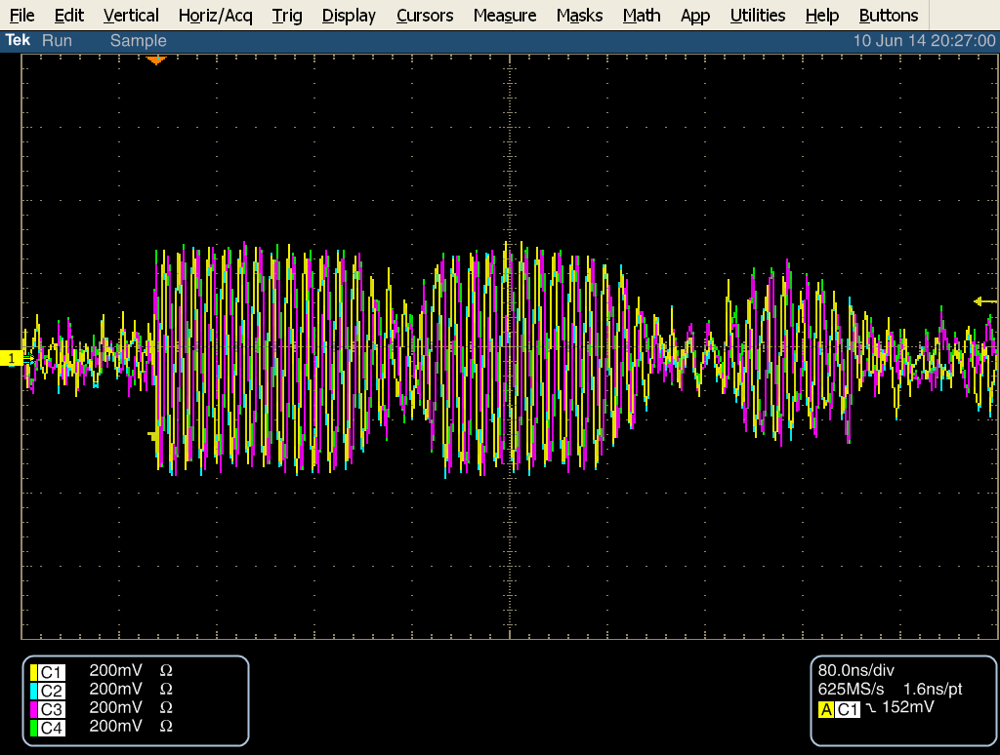 File Edit Vertical Horiz/Acq Trig Display Cursors Measure Masks Math App Utilities Help Buttons
Tek Run Sample 10 Jun 14 20:27:00
1
C1 200mV Ω
C2 200mV Ω
C3 200mV Ω
C4 200mV Ω
80.0ns/div
625MS/s 1.6ns/pt
A C1 152mV